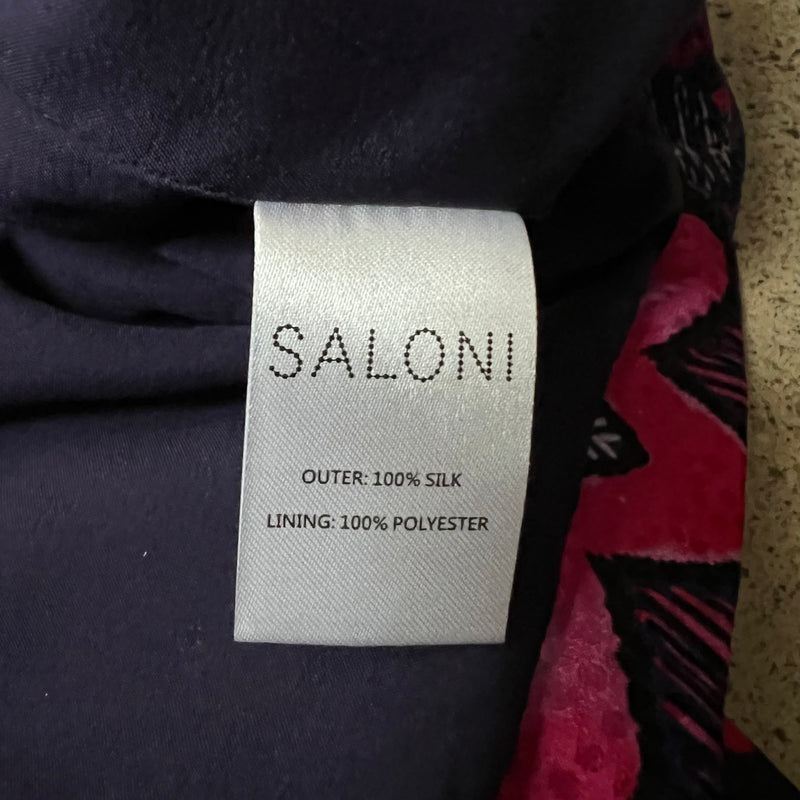 SALONI
OUTER: 100% SILK
LINING: 100% POLYESTER